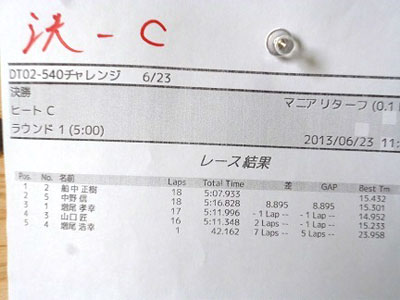 決 - C
DT02-540チャレンジ 6/23
決勝 マニアリターフ (0.1
ヒート C
ラウンド 1 (5:00) 2013/06/23 11:
レース結果
Pos. No. 名前 Laps Total Time 差 GAP Best Tm
1 2 船中 正樹 18 5:07.933 15.432
2 5 中野 信 18 5:16.828 8.895 8.895 15.301
3 1 堀尾 孝幸 17 5:11.996 - 1 Lap -- - 1 Lap -- 14.952
4 3 山口 匠 16 5:11.348 2 Laps -- - 1 Lap -- 15.233
5 4 堀尾 浩幸 1 42.162 7 Laps -- 5 Laps -- 23.958